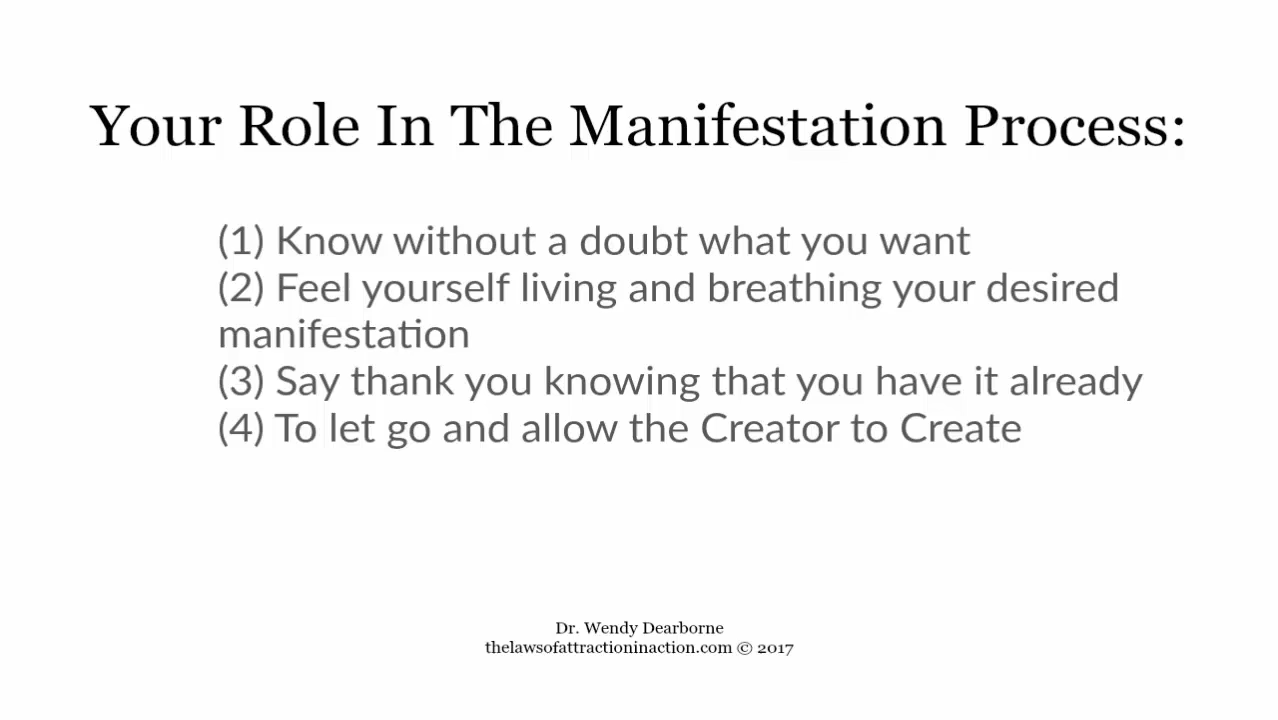 Your Role In The Manifestation Process:
(1) Know without a doubt what you want
(2) Feel yourself living and breathing your desired
manifestation
(3) Say thank you knowing that you have it already
(4) To let go and allow the Creator to Create
Dr. Wendy Dearborne
thelawsofattractioninaction.com © 2017